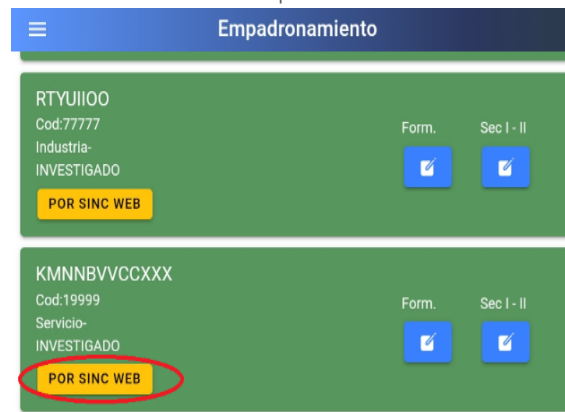 Empadronamiento
RTYUIIOO
Cod:77777
Industria-
INVESTIGADO
Form. Sec I - II
POR SINC WEB
KMNNBVVCCXXX
Cod:19999
Servicio-
INVESTIGADO
Form. Sec I - II
POR SINC WEB